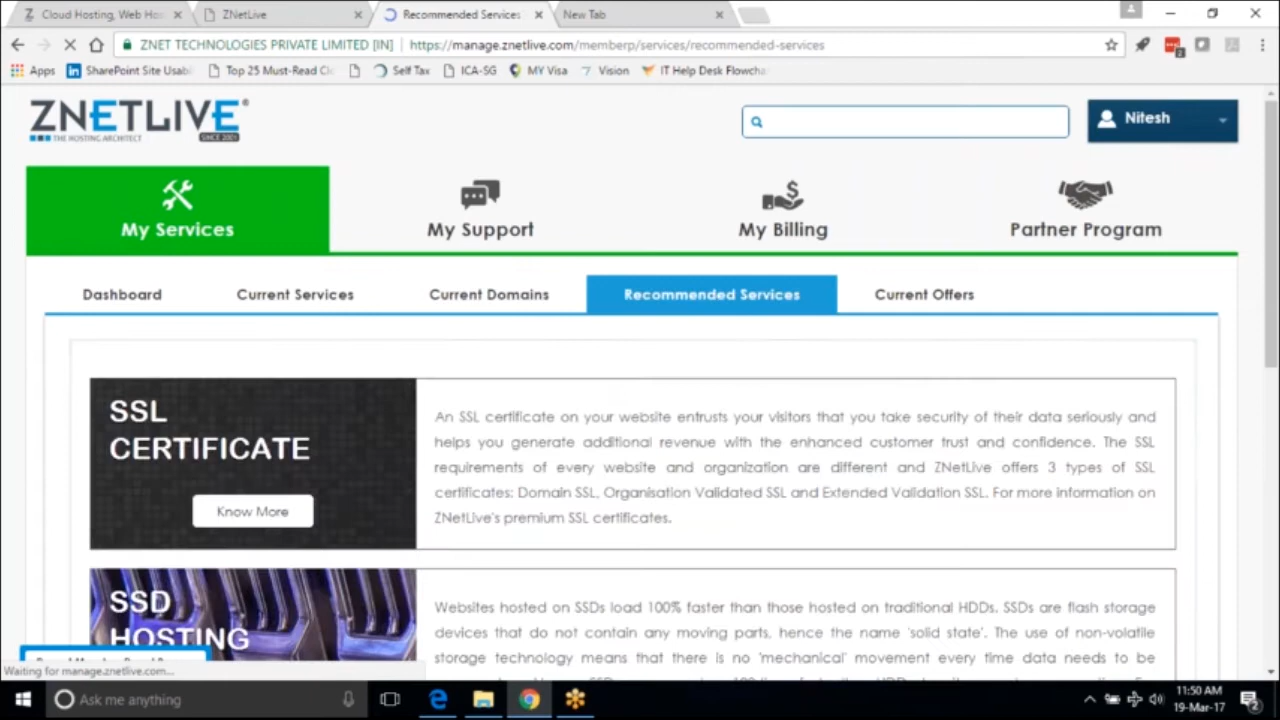 Cloud Hosting, Web Ho
ZNetLive
Recommended Services
New Tab
ZNET TECHNOLOGIES PRIVATE LIMITED [IN]
https://manage.znetlive.com/memberp/services/recommended-services
Apps
SharePoint Site Usabi
Top 25 Must-Read C
Self Tax
ICA-SG
MY Visa
Vision
IT Help Desk Flowcha
ZNETLIVE
THE HOSTING ARCHITECT
SINCE 2001
Nitesh
My Services
My Support
My Billing
Partner Program
Dashboard
Current Services
Current Domains
Recommended Services
Current Offers
SSL
CERTIFICATE
Know More
An SSL certificate on your website entrusts your visitors that you take security of their data seriously and
helps you generate additional revenue with the enhanced customer trust and confidence. The SSL
requirements of every website and organization are different and ZNetLive offers 3 types of SSL
certificates: Domain SSL, Organisation Validated SSL and Extended Validation SSL. For more information on
ZNetLive's premium SSL certificates.
SSD
HOSTING
Websites hosted on SSDs load 100% faster than those hosted on traditional HDDs. SSDs are flash storage
devices that do not contain any moving parts, hence the name 'solid state'. The use of non-volatile
storage technology means that there is no 'mechanical' movement every time data needs to be
Waiting for manage.znetlive.com...
Ask me anything
11:50 AM
19-Mar-17
2